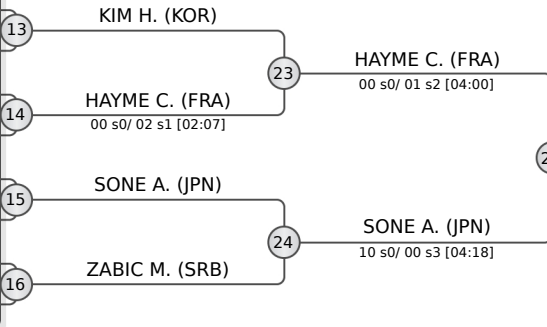 KIM H. (KOR)
13
HAYME C. (FRA)
23
00 s0/ 01 s2 [04:00]
HAYME C. (FRA)
14
00 s0/ 02 s1 [02:07]
SONE A. (JPN)
15
SONE A. (JPN)
24
10 s0/ 00 s3 [04:18]
ZABIC M. (SRB)
16